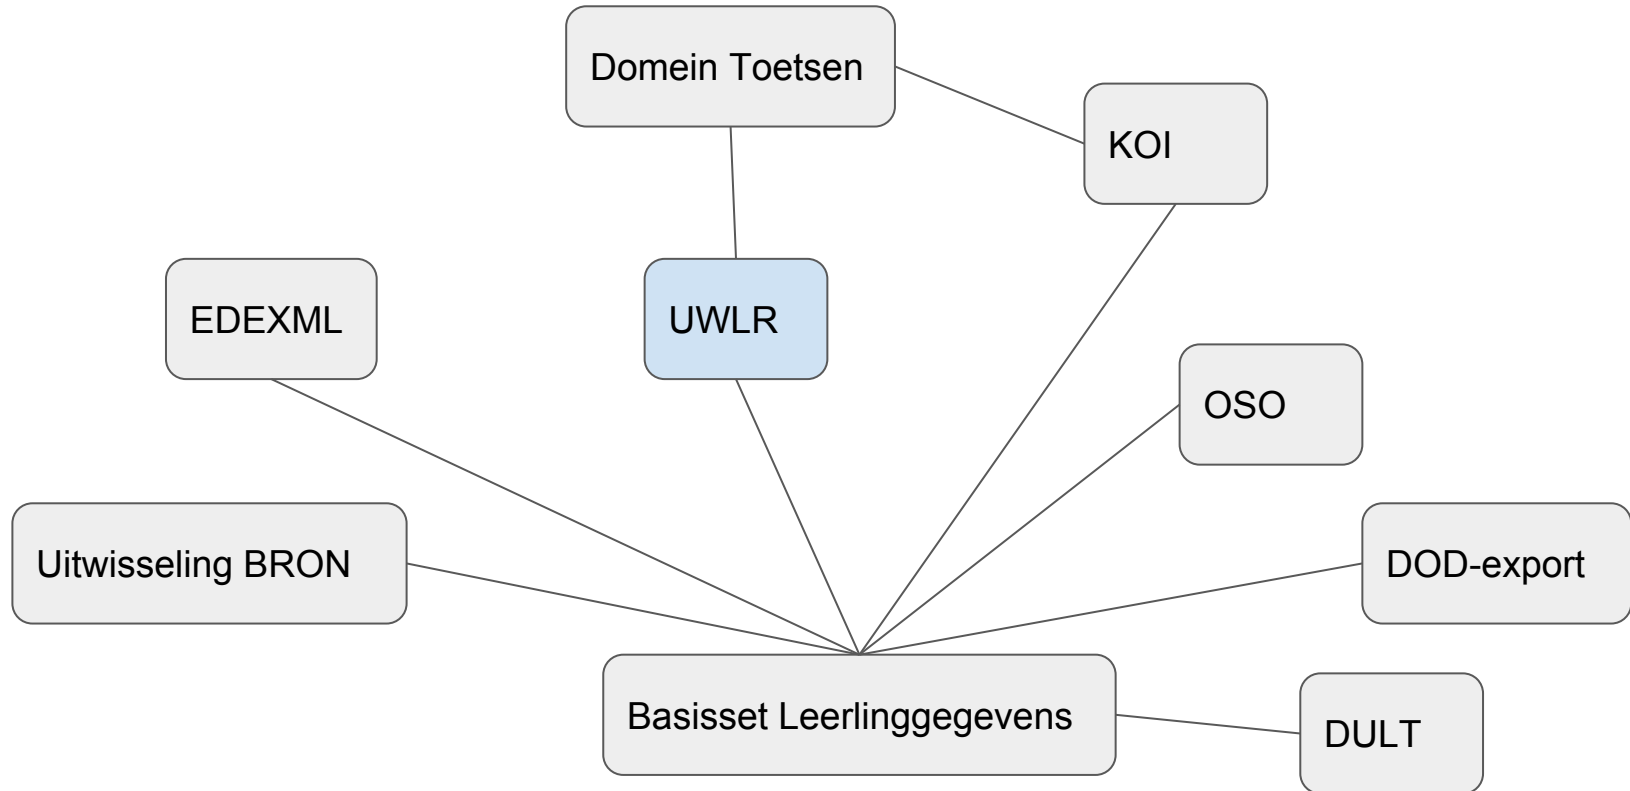 Domein Toetsen
KOI
EDEXML
UWLR
OSO
Uitwisseling BRON
DOD-export
Basisset Leerlinggegevens
DULT